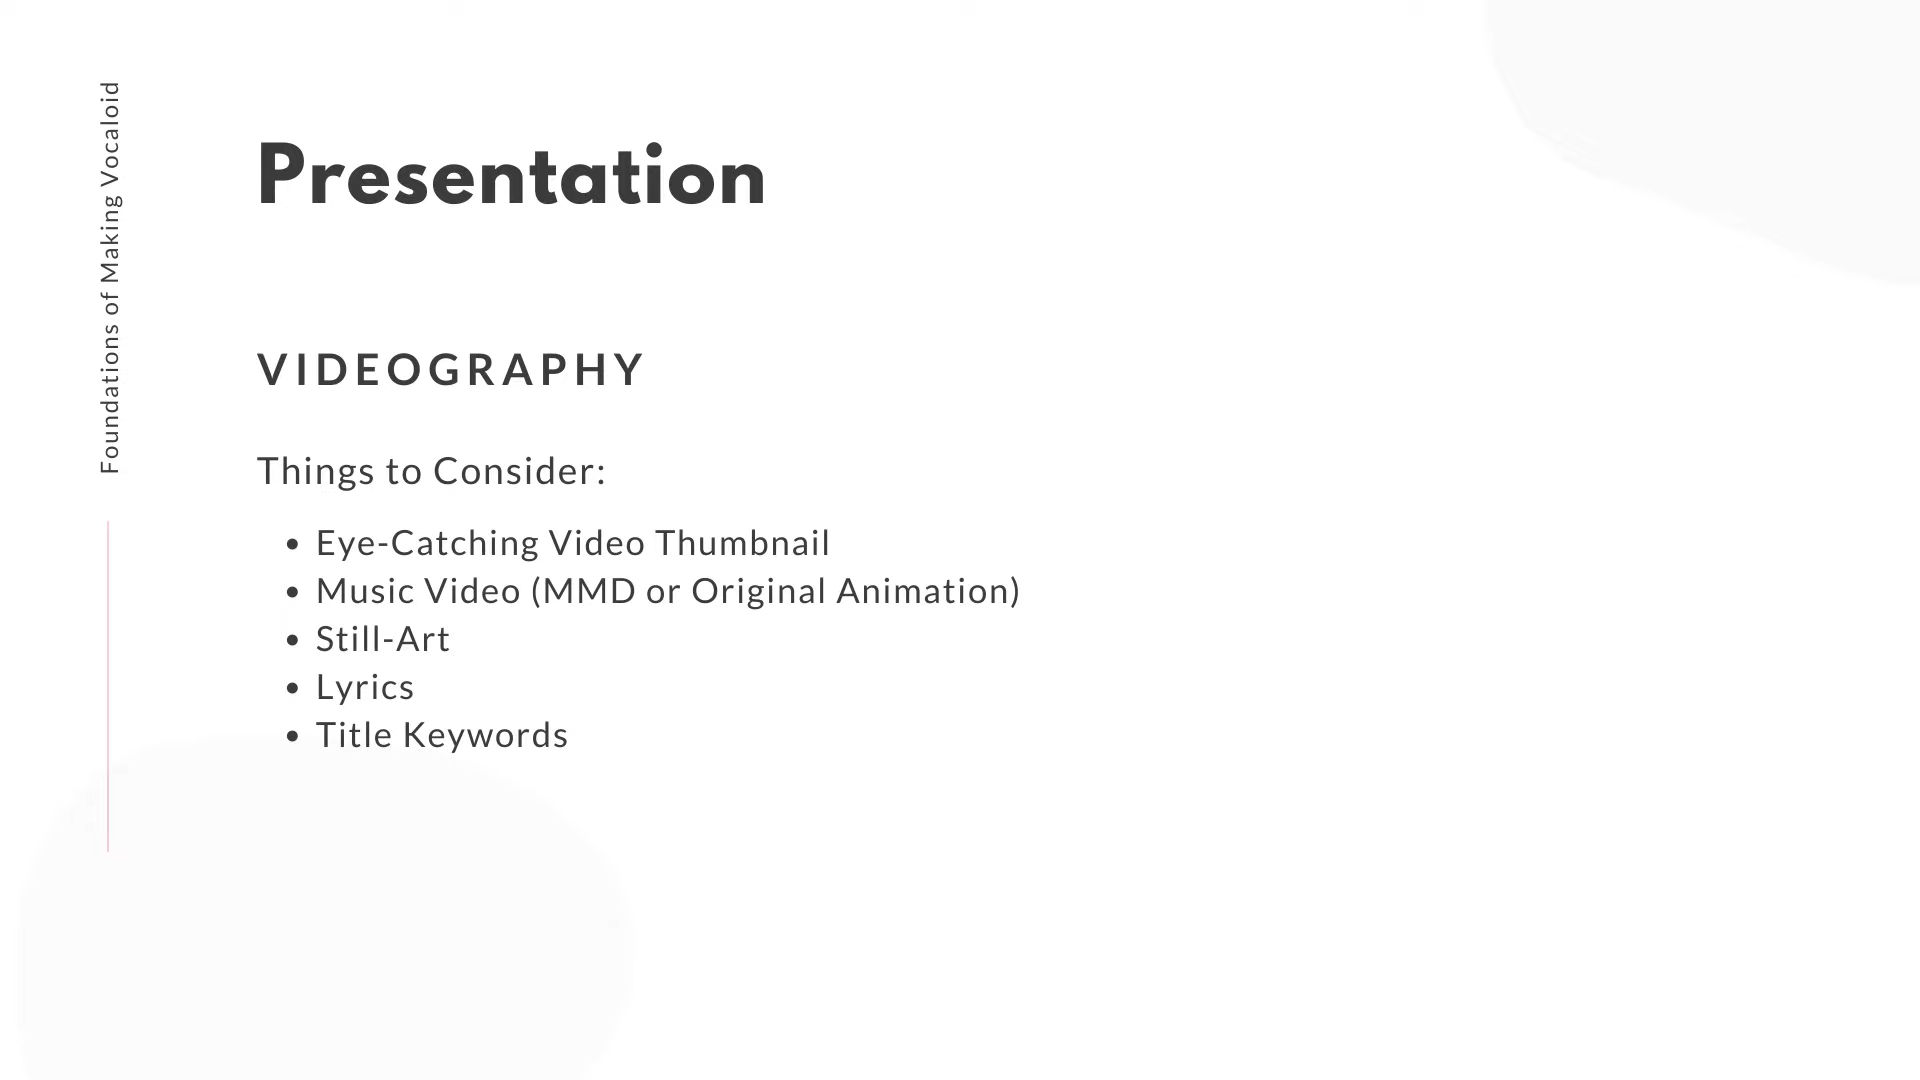 Foundations of Making Vocaloid
Presentation
VIDEOGRAPHY
Things to Consider:
• Eye-Catching Video Thumbnail
• Music Video (MMD or Original Animation)
• Still-Art
• Lyrics
• Title Keywords